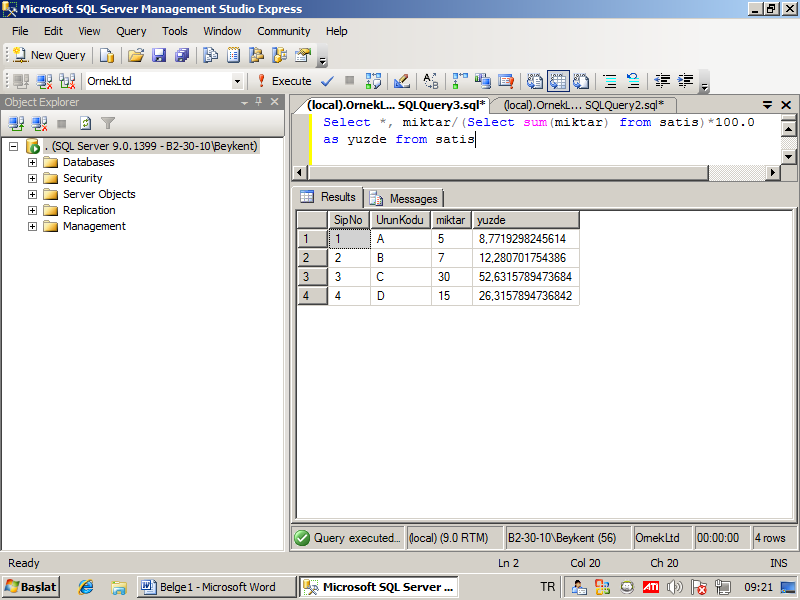 Microsoft SQL Server Management Studio Express
File Edit View Query Tools Window Community Help
New Query
OrnekLtd Execute
Object Explorer
. (SQL Server 9.0.1399 - B2-30-10\Beykent)
Databases
Security
Server Objects
Replication
Management
(local).OrnekL... SQLQuery3.sql* (local).OrnekL... SQLQuery2.sql*
Select *, miktar/(Select sum(miktar) from satis)*100.0
as yuzde from satis
Results Messages
SipNo UrunKodu miktar yuzde
1 1 A 5 8,7719298245614
2 2 B 7 12,280701754386
3 3 C 30 52,6315789473684
4 4 D 15 26,3157894736842
Query executed... (local) (9.0 RTM) B2-30-10\Beykent (56) OrnekLtd 00:00:00 4 rows
Ready Ln 2 Col 20 Ch 20 INS
Başlat Belge1 - Microsoft Word Microsoft SQL Server ... TR ATI 09:21